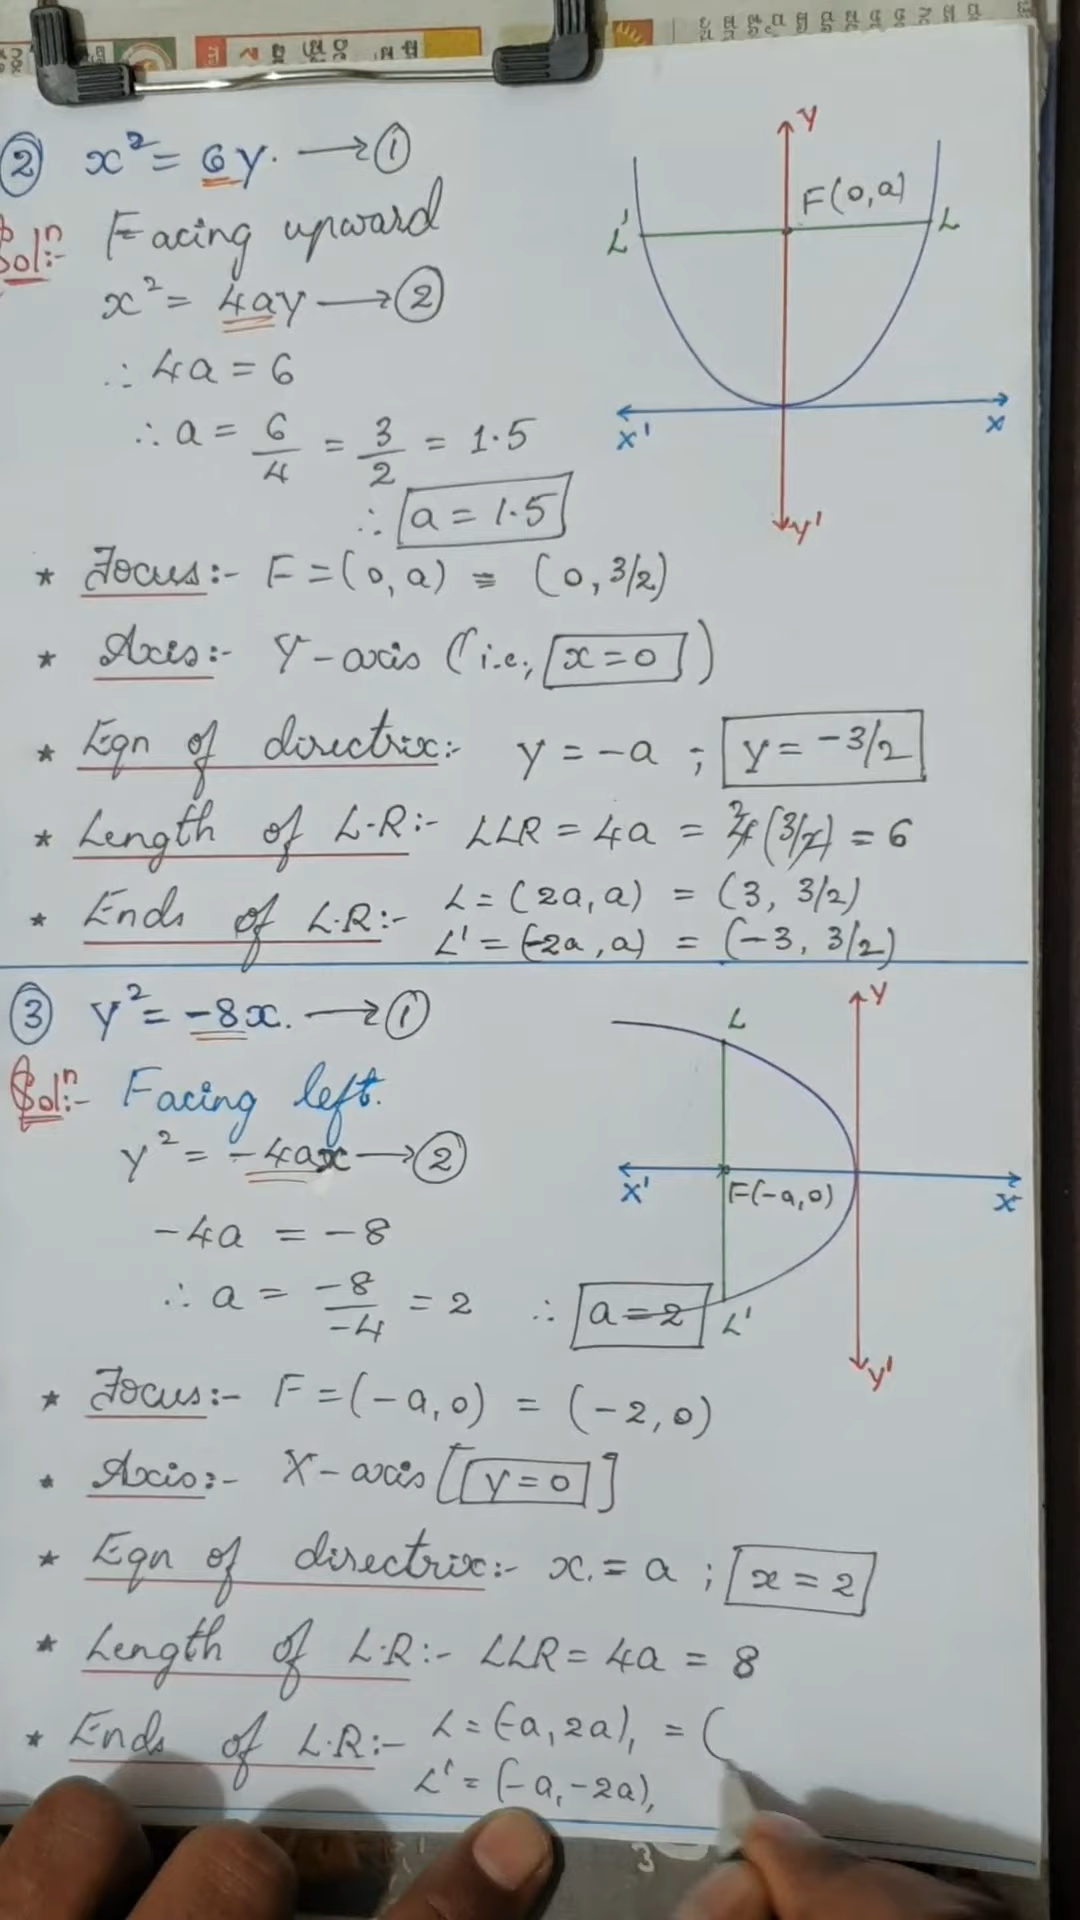 ② x² = 6y. → ①
Solⁿ:- Facing upward
x² = 4ay → ②
∴ 4a = 6
∴ a = 6/4 = 3/2 = 1.5
∴ a = 1.5
Y
F(0,a)
L' L
X' X
Y'
* Focus:- F = (0, a) = (0, 3/2)
* Axis:- Y-axis (i.e., x = 0)
* Eqn of directrix:- y = -a ; y = -3/2
* Length of L.R:- LLR = 4a = 4(3/2) = 6
* Ends of L.R:- L = (2a, a) = (3, 3/2)
L' = (-2a, a) = (-3, 3/2)
③ y² = -8x. → ①
Solⁿ:- Facing left.
y² = -4ax → ②
-4a = -8
∴ a = -8/-4 = 2 ∴ a = 2
Y
L
X' F(-a,0) X
L'
Y'
* Focus:- F = (-a, 0) = (-2, 0)
* Axis:- X-axis [y = 0]
* Eqn of directrix:- x = a ; x = 2
* Length of L.R:- LLR = 4a = 8
* Ends of L.R:- L = (-a, 2a), = (
L' = (-a, -2a),
3